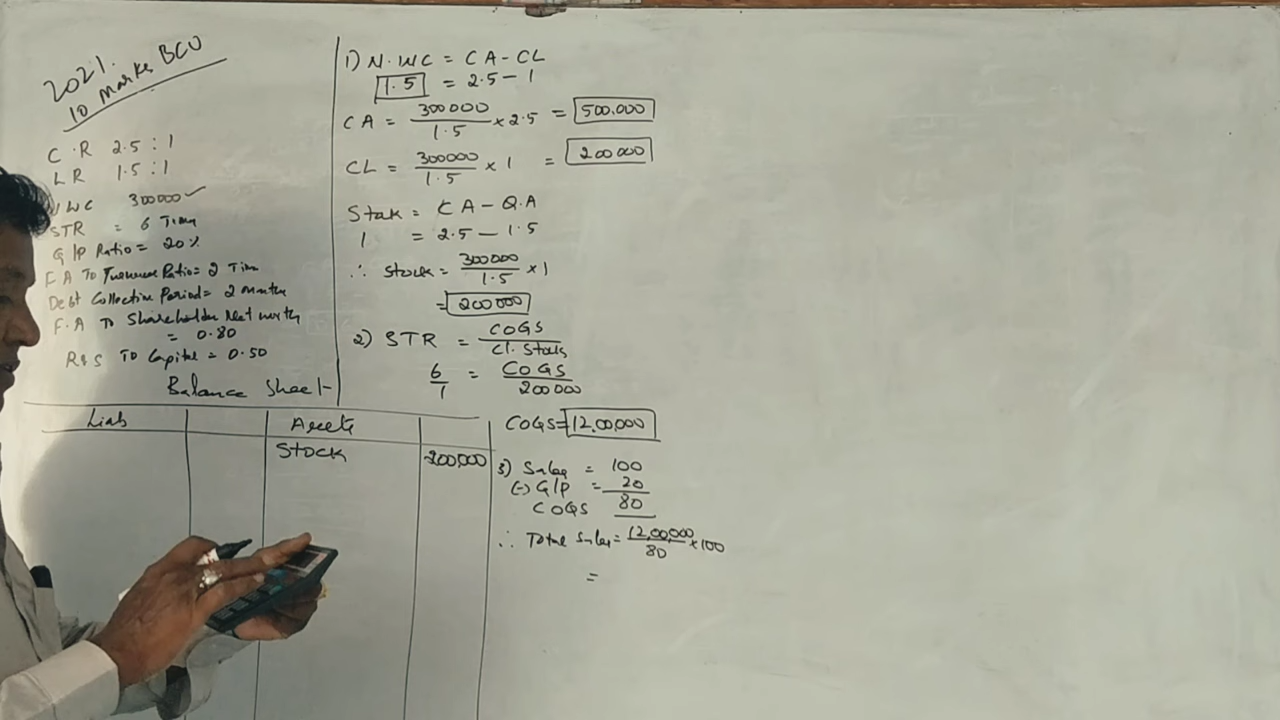 2021.
10 Marks BCU
C.R 2.5 : 1
LR 1.5 : 1
NWC 300000 ✓
STR = 6 Times
G/P Ratio = 20%
F A To Turnover Ratio = 2 Time
Debt Collection Period = 2 months
F.A To Shareholder Net worth
= 0.80
R&S To Capital = 0.50
Balance Sheet
Liab Assets
Stock 200,000
1) N.WC = CA - CL
1.5 = 2.5 - 1
CA = 300000/1.5 × 2.5 = 500.000
CL = 300000/1.5 × 1 = 200000
Stock = CA - Q.A
1 = 2.5 - 1.5
∴ Stock = 300000/1.5 × 1
= 200000
2) STR = COGS/Cl. Stock
6/1 = COGS/200000
COGS = 12,00,000
3) Sales = 100
(-) G/P = 20
COGS 80
∴ Total Sales = 12,00,000/80 × 100
=